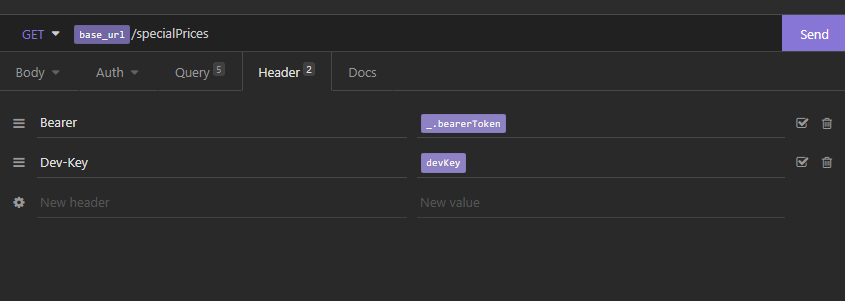 GET base_url/specialPrices Send
Body Auth Query 5 Header 2 Docs
Bearer _.bearerToken
Dev-Key devKey
New header New value